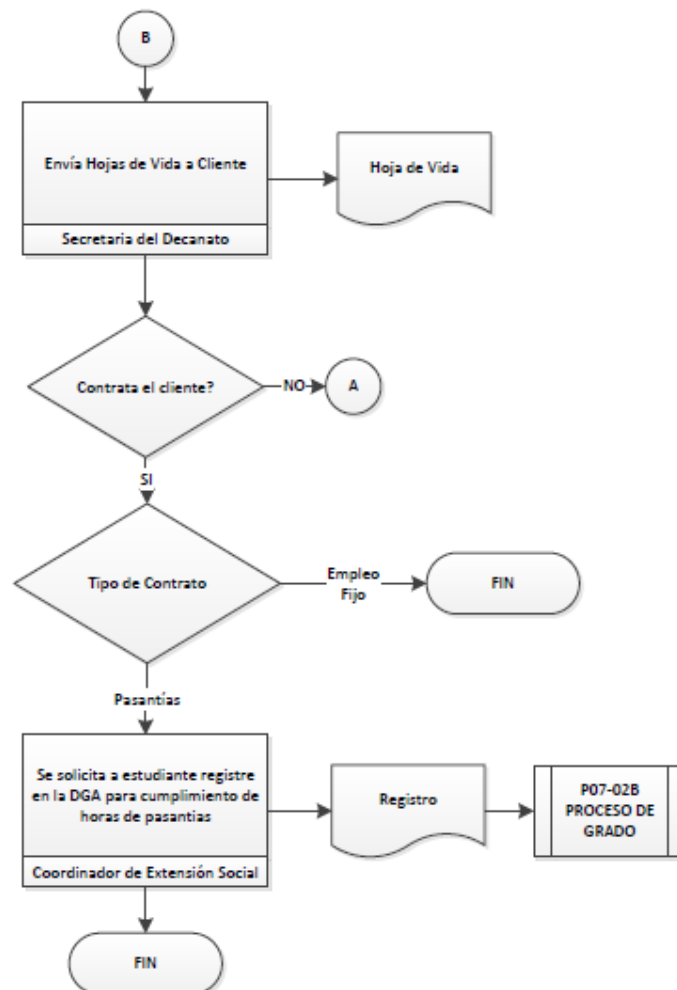 B
Envía Hojas de Vida a Cliente
Secretaria del Decanato
Hoja de Vida
Contrata el cliente?
NO
A
SI
Tipo de Contrato
Empleo
Fijo
FIN
Pasantías
Se solicita a estudiante registre
en la DGA para cumplimiento de
horas de pasantias
Coordinador de Extensión Social
Registro
P07-02B
PROCESO DE
GRADO
FIN